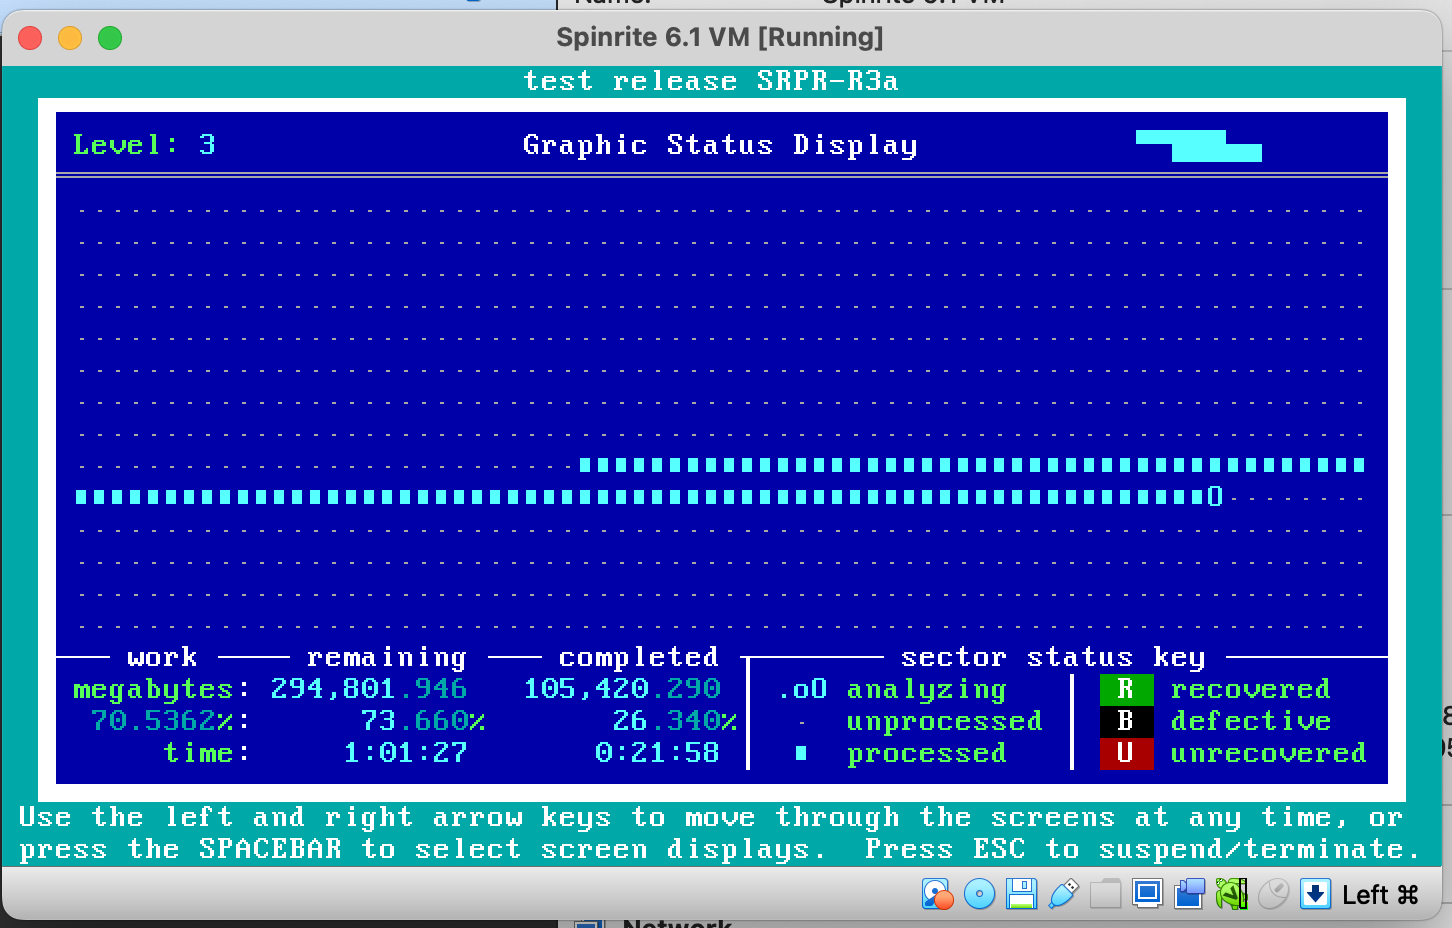 Spinrite 6.1 VM [Running]
test release SRPR-R3a
Level: 3 Graphic Status Display
work remaining completed sector status key
megabytes: 294,801.946 105,420.290 .oO analyzing R recovered
70.5362%: 73.660% 26.340% - unprocessed B defective
time: 1:01:27 0:21:58 processed U unrecovered
Use the left and right arrow keys to move through the screens at any time, or
press the SPACEBAR to select screen displays. Press ESC to suspend/terminate.
Left ⌘